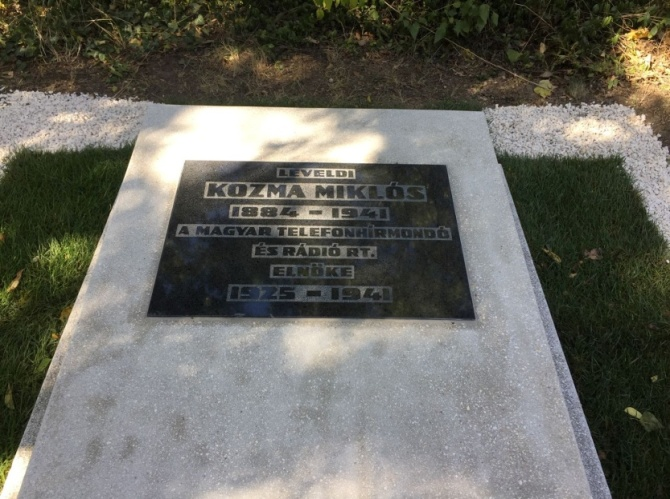 LEVELDI
KOZMA MIKLÓS
1884 - 1941
A MAGYAR TELEFONHÍRMONDÓ
ÉS RÁDIÓ RT.
ELNÖKE
1925 - 1941